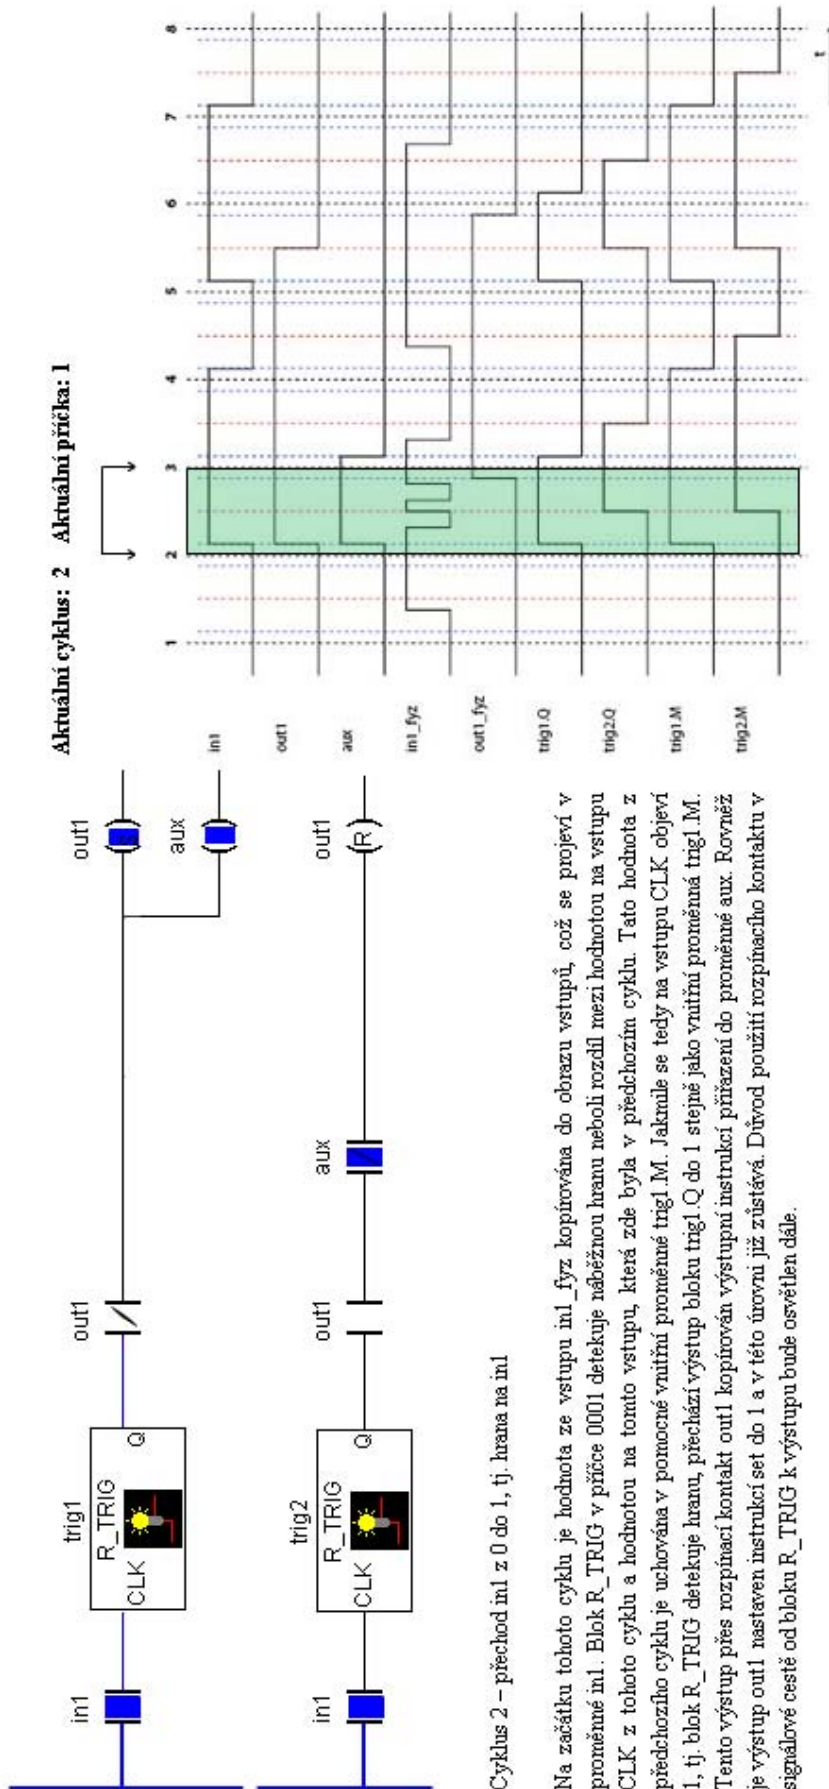 out1
trig1
R_TRIG
in1
out1
CLK
Q
aux
trig2
R_TRIG
in1
out1
aux
out1
CLK
Q
(R)
Cyklus 2 – přechod in1 z 0 do 1, tj. hrana na in1
Na začátku tohoto cyklu je hodnota ze vstupu in1_fyz kopírována do obrazu vstupů, což se projeví v
proměnné in1. Blok R_TRIG v příčce 0001 detekuje náběžnou hranu neboli rozdíl mezi hodnotou na vstupu
CLK z tohoto cyklu a hodnotou na tomto vstupu, která zde byla v předchozím cyklu. Tato hodnota z
předchozího cyklu je uchována v pomocné vnitřní proměnné trig1.M. Jakmile se tedy na vstupu CLK objeví
1, tj. blok R_TRIG detekuje hranu, přechází výstup bloku trig1.Q do 1 stejně jako vnitřní proměnná trig1.M.
Tento výstup přes rozpínací kontakt out1 kopírován výstupní instrukcí přiřazení do proměnné aux. Rovněž
je výstup out1 nastaven instrukcí set do 1 a v této úrovni již zůstává. Důvod použití rozpínacího kontaktu v
signálové cestě od bloku R_TRIG k výstupu bude osvětlen dále.
Aktuální cyklus: 2 Aktuální příčka: 1
1 2 3 4 5 6 7 8
in1
out1
aux
in1_fyz
out1_fyz
trig1.Q
trig2.Q
trig1.M
trig2.M
t